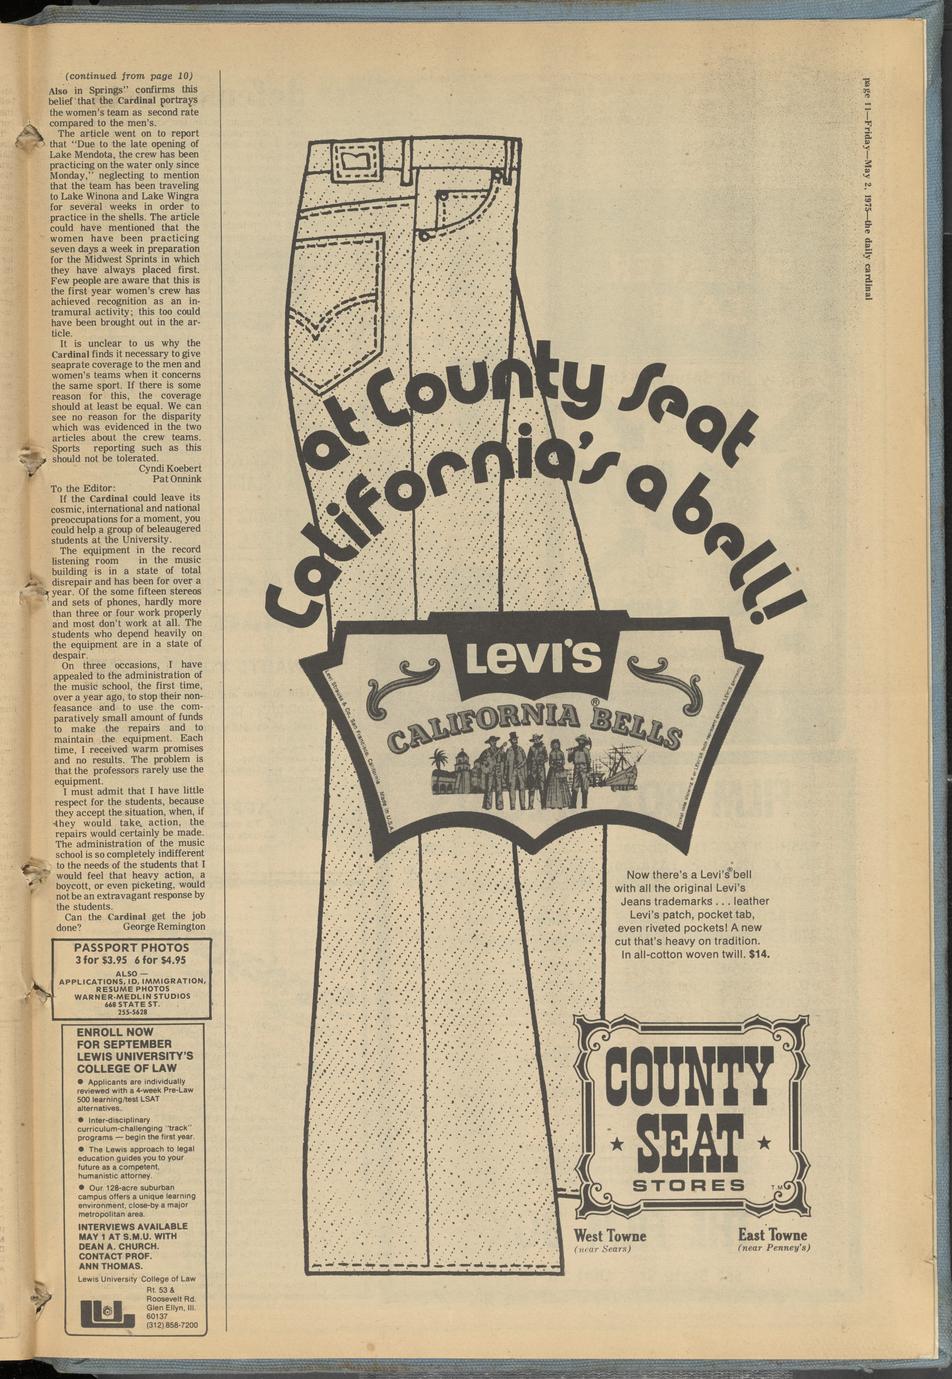 page 11—Friday—May 2, 1975—the daily cardinal
(continued from page 10)
Also in Springs" confirms this
belief that the Cardinal portrays
the women's team as second rate
compared to the men's.
The article went on to report
that "Due to the late opening of
Lake Mendota, the crew has been
practicing on the water only since
Monday," neglecting to mention
that the team has been traveling
to Lake Winona and Lake Wingra
for several weeks in order to
practice in the shells. The article
could have mentioned that the
women have been practicing
seven days a week in preparation
for the Midwest Sprints in which
they have always placed first.
Few people are aware that this is
the first year women's crew has
achieved recognition as an in-
tramural activity; this too could
have been brought out in the ar-
ticle.
It is unclear to us why the
Cardinal finds it necessary to give
seaprate coverage to the men and
women's teams when it concerns
the same sport. If there is some
reason for this, the coverage
should at least be equal. We can
see no reason for the disparity
which was evidenced in the two
articles about the crew teams.
Sports reporting such as this
should not be tolerated.
Cyndi Koebert
Pat Onnink
To the Editor:
If the Cardinal could leave its
cosmic, international and national
preoccupations for a moment, you
could help a group of beleaugered
students at the University.
The equipment in the record
listening room in the music
building is in a state of total
disrepair and has been for over a
year. Of the some fifteen stereos
and sets of phones, hardly more
than three or four work properly
and most don't work at all. The
students who depend heavily on
the equipment are in a state of
despair.
On three occasions, I have
appealed to the administration of
the music school, the first time,
over a year ago, to stop their non-
feasance and to use the com-
paratively small amount of funds
to make the repairs and to
maintain the equipment. Each
time, I received warm promises
and no results. The problem is
that the professors rarely use the
equipment.
I must admit that I have little
respect for the students, because
they accept the situation, when, if
they would take action, the
repairs would certainly be made.
The administration of the music
school is so completely indifferent
to the needs of the students that I
would feel that heavy action, a
boycott, or even picketing, would
not be an extravagant response by
the students.
Can the Cardinal get the job
done? George Remington
PASSPORT PHOTOS
3 for $3.95 6 for $4.95
ALSO —
APPLICATIONS, ID, IMMIGRATION,
RESUME PHOTOS
WARNER-MEDLIN STUDIOS
668 STATE ST.
255-5628
ENROLL NOW
FOR SEPTEMBER
LEWIS UNIVERSITY'S
COLLEGE OF LAW
● Applicants are individually
reviewed with a 4-week Pre-Law
500 learning/test LSAT
alternatives.
● Inter-disciplinary
curriculum-challenging "track"
programs — begin the first year.
● The Lewis approach to legal
education guides you to your
future as a competent,
humanistic attorney.
● Our 128-acre suburban
campus offers a unique learning
environment, close-by a major
metropolitan area.
INTERVIEWS AVAILABLE
MAY 1 AT S.M.U. WITH
DEAN A. CHURCH.
CONTACT PROF.
ANN THOMAS.
Lewis University College of Law
Rt. 53 &
Roosevelt Rd.
Glen Ellyn, Ill.
60137
(312) 858-7200
at County Seat
California's a bell!
LEVI'S
CALIFORNIA BELLS®
Levi Strauss & Co. San Francisco, California Made in U.S.A.
Now there's a Levi's® bell
with all the original Levi's
Jeans trademarks . . . leather
Levi's patch, pocket tab,
even riveted pockets! A new
cut that's heavy on tradition.
In all-cotton woven twill. $14.
COUNTY
★ SEAT ★
STORES T.M.
West Towne
(near Sears)
East Towne
(near Penney's)